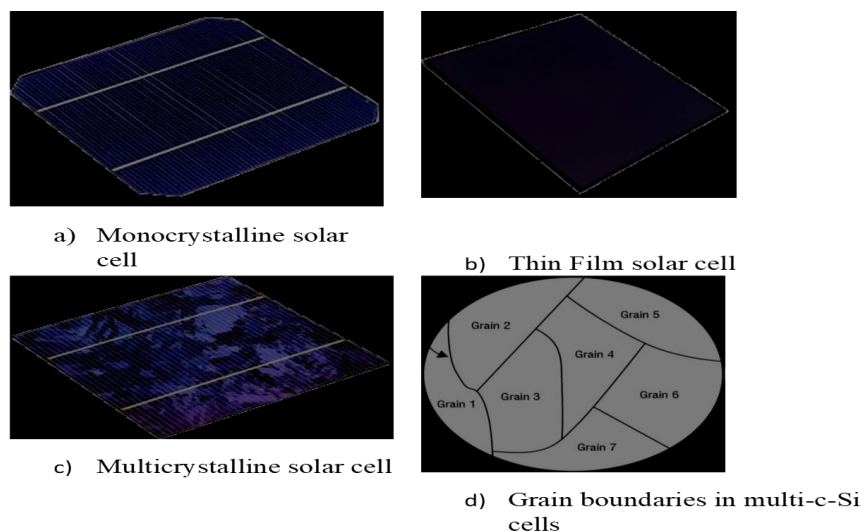 a) Monocrystalline solar
cell
b) Thin Film solar cell
c) Multicrystalline solar cell
Grain 2
Grain 5
Grain 4
Grain 1
Grain 3
Grain 6
Grain 7
d) Grain boundaries in multi-c-Si
cells